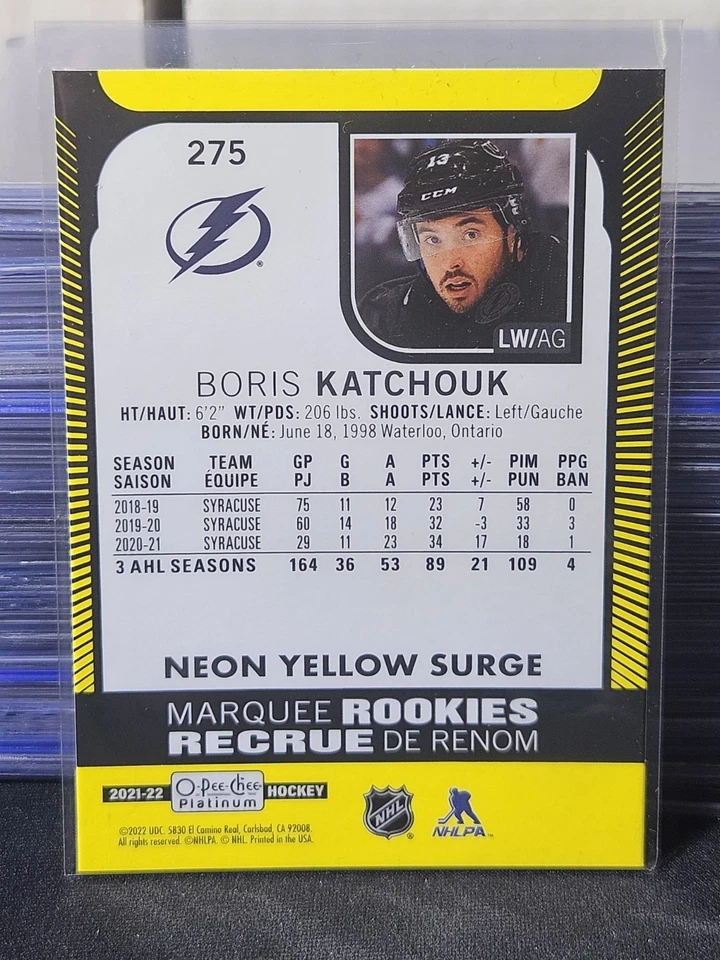 275
13
CCM
LW/AG
BORIS KATCHOUK
HT/HAUT: 6'2" WT/PDS: 206 lbs. SHOOTS/LANCE: Left/Gauche
BORN/NÉ: June 18, 1998 Waterloo, Ontario
SEASON TEAM GP G A PTS +/- PIM PPG
SAISON ÉQUIPE PJ B A PTS +/- PUN BAN
2018-19 SYRACUSE 75 11 12 23 7 58 0
2019-20 SYRACUSE 60 14 18 32 -3 33 3
2020-21 SYRACUSE 29 11 23 34 17 18 1
3 AHL SEASONS 164 36 53 89 21 109 4
NEON YELLOW SURGE
MARQUEE ROOKIES
RECRUE DE RENOM
2021-22 O-Pee-Chee Platinum HOCKEY
NHL ®
NHLPA
©2022 UDC. 5830 El Camino Real, Carlsbad, CA 92008.
All rights reserved. ©NHLPA. © NHL. Printed in the USA.